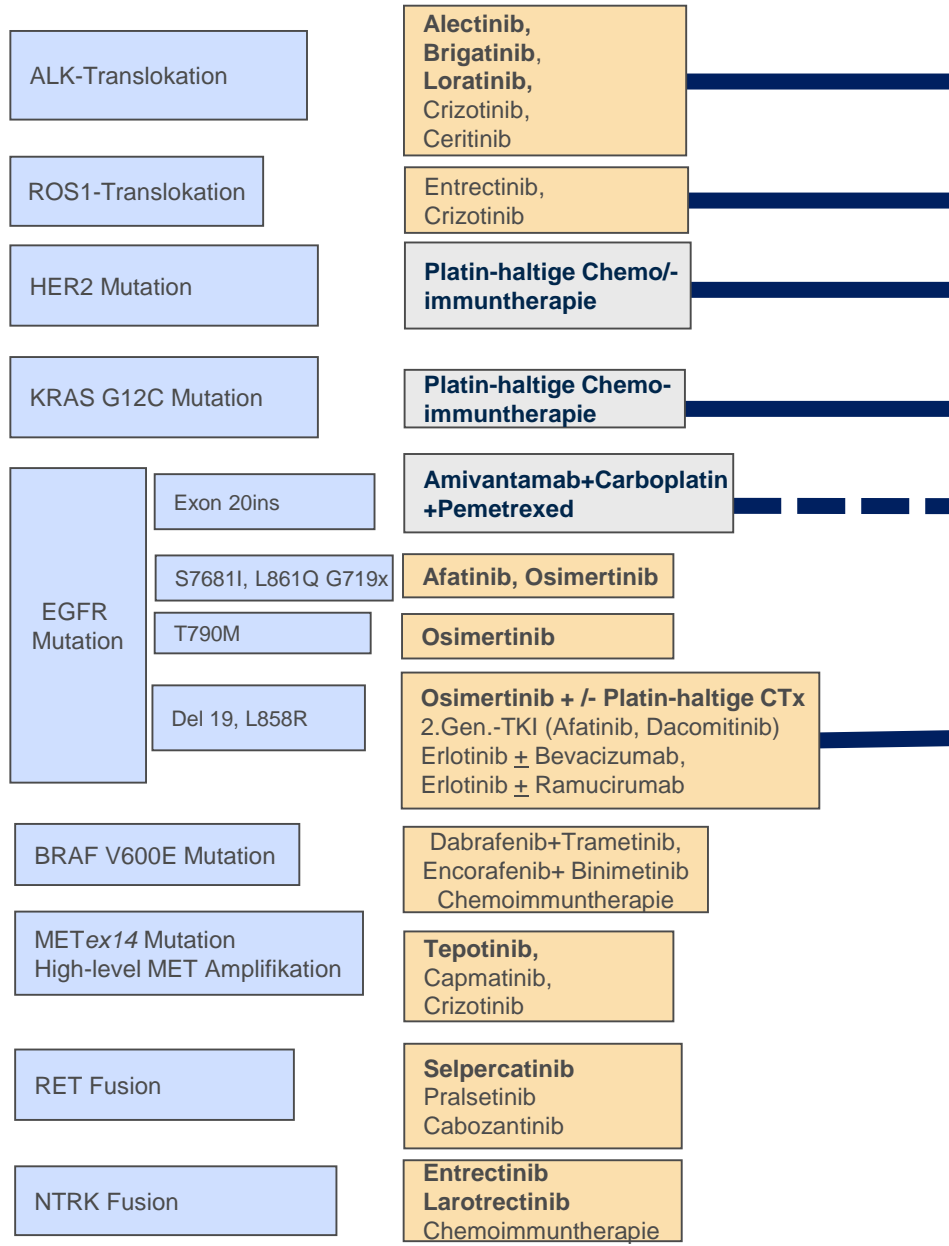 ALK-Translokation
Alectinib,
Brigatinib,
Loratinib,
Crizotinib,
Ceritinib
ROS1-Translokation
Entrectinib,
Crizotinib
HER2 Mutation
Platin-haltige Chemo/-
immuntherapie
KRAS G12C Mutation
Platin-haltige Chemo-
immuntherapie
EGFR
Mutation
Exon 20ins
Amivantamab+Carboplatin
+Pemetrexed
S7681I, L861Q G719x
Afatinib, Osimertinib
T790M
Osimertinib
Del 19, L858R
Osimertinib + /- Platin-haltige CTx
2.Gen.-TKI (Afatinib, Dacomitinib)
Erlotinib + Bevacizumab,
Erlotinib + Ramucirumab
BRAF V600E Mutation
Dabrafenib+Trametinib,
Encorafenib+ Binimetinib
Chemoimmuntherapie
METex14 Mutation
High-level MET Amplifikation
Tepotinib,
Capmatinib,
Crizotinib
RET Fusion
Selpercatinib
Pralsetinib
Cabozantinib
NTRK Fusion
Entrectinib
Larotrectinib
Chemoimmuntherapie